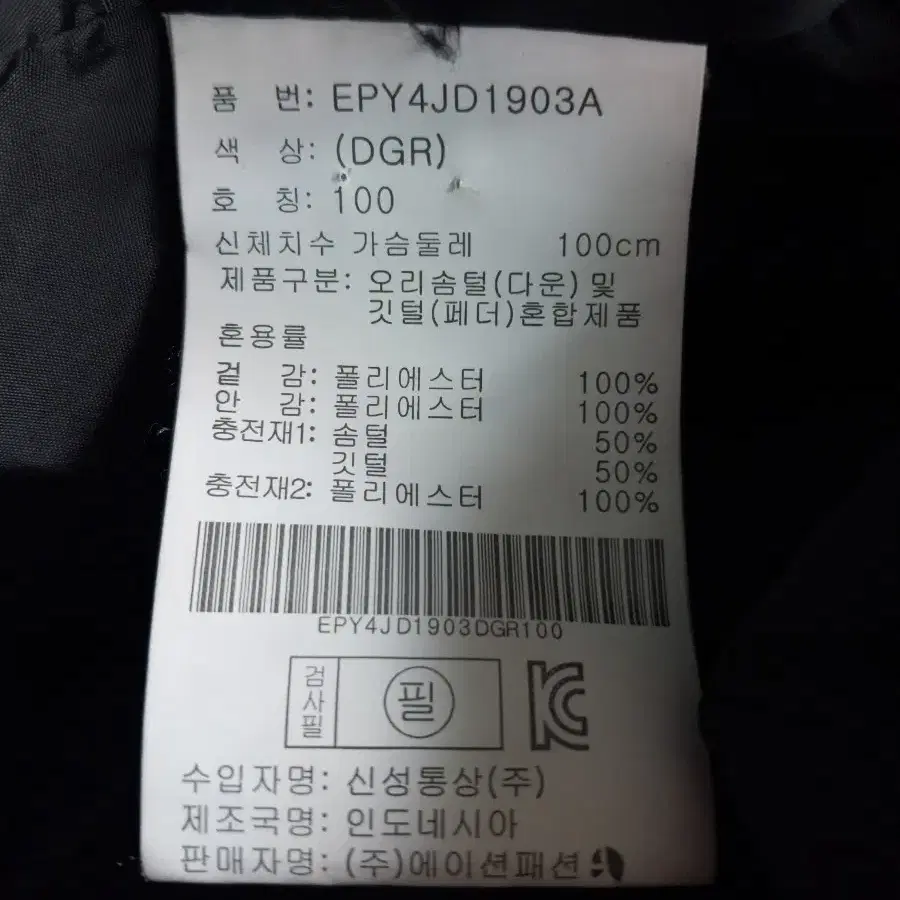 품 번: EPY4JD1903A
색 상: (DGR)
호 칭: 100
신체치수 가슴둘레 100cm
제품구분: 오리솜털(다운) 및
깃털(페더)혼합제품
혼용률
겉 감: 폴리에스터 100%
안 감: 폴리에스터 100%
충전재1: 솜털 50%
깃털 50%
충전재2: 폴리에스터 100%
EPY4JD1903DGR100
검사필 필
수입자명: 신성통상(주)
제조국명: 인도네시아
판매자명: (주)에이션패션